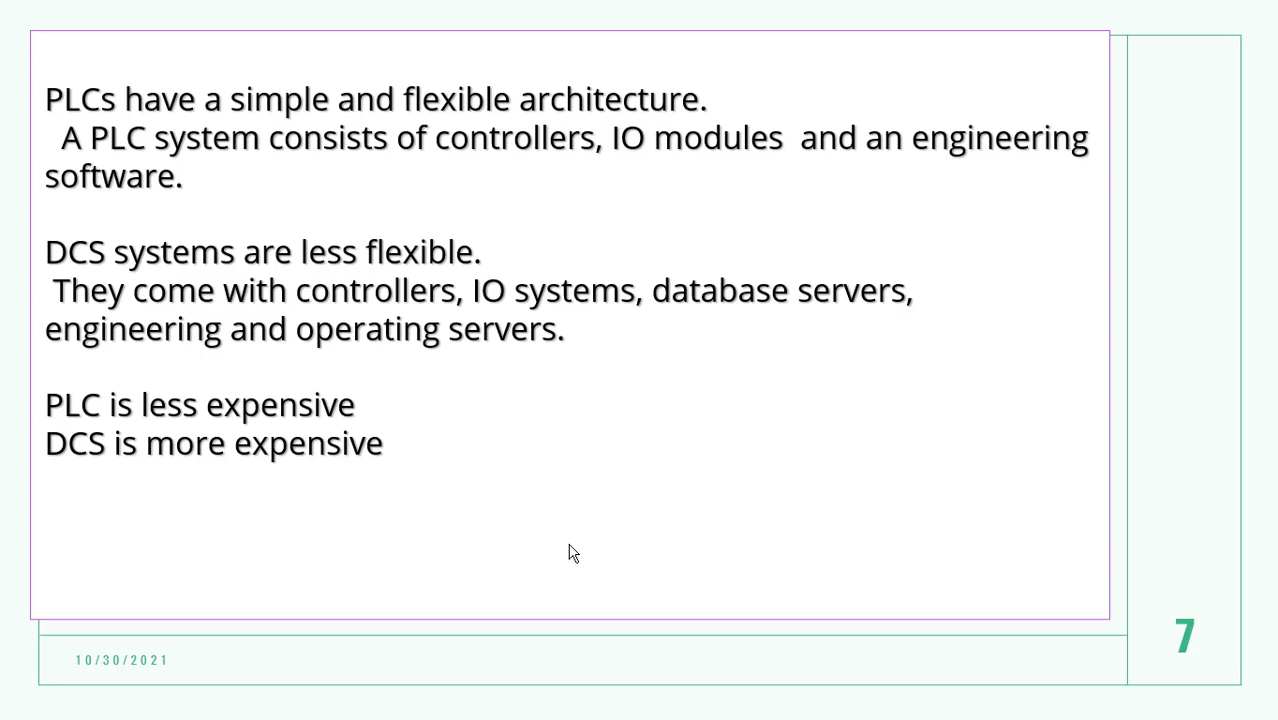 PLCs have a simple and flexible architecture.
A PLC system consists of controllers, IO modules  and an engineering
software.
DCS systems are less flexible.
They come with controllers, IO systems, database servers,
engineering and operating servers.
PLC is less expensive
DCS is more expensive
7
10/30/2021